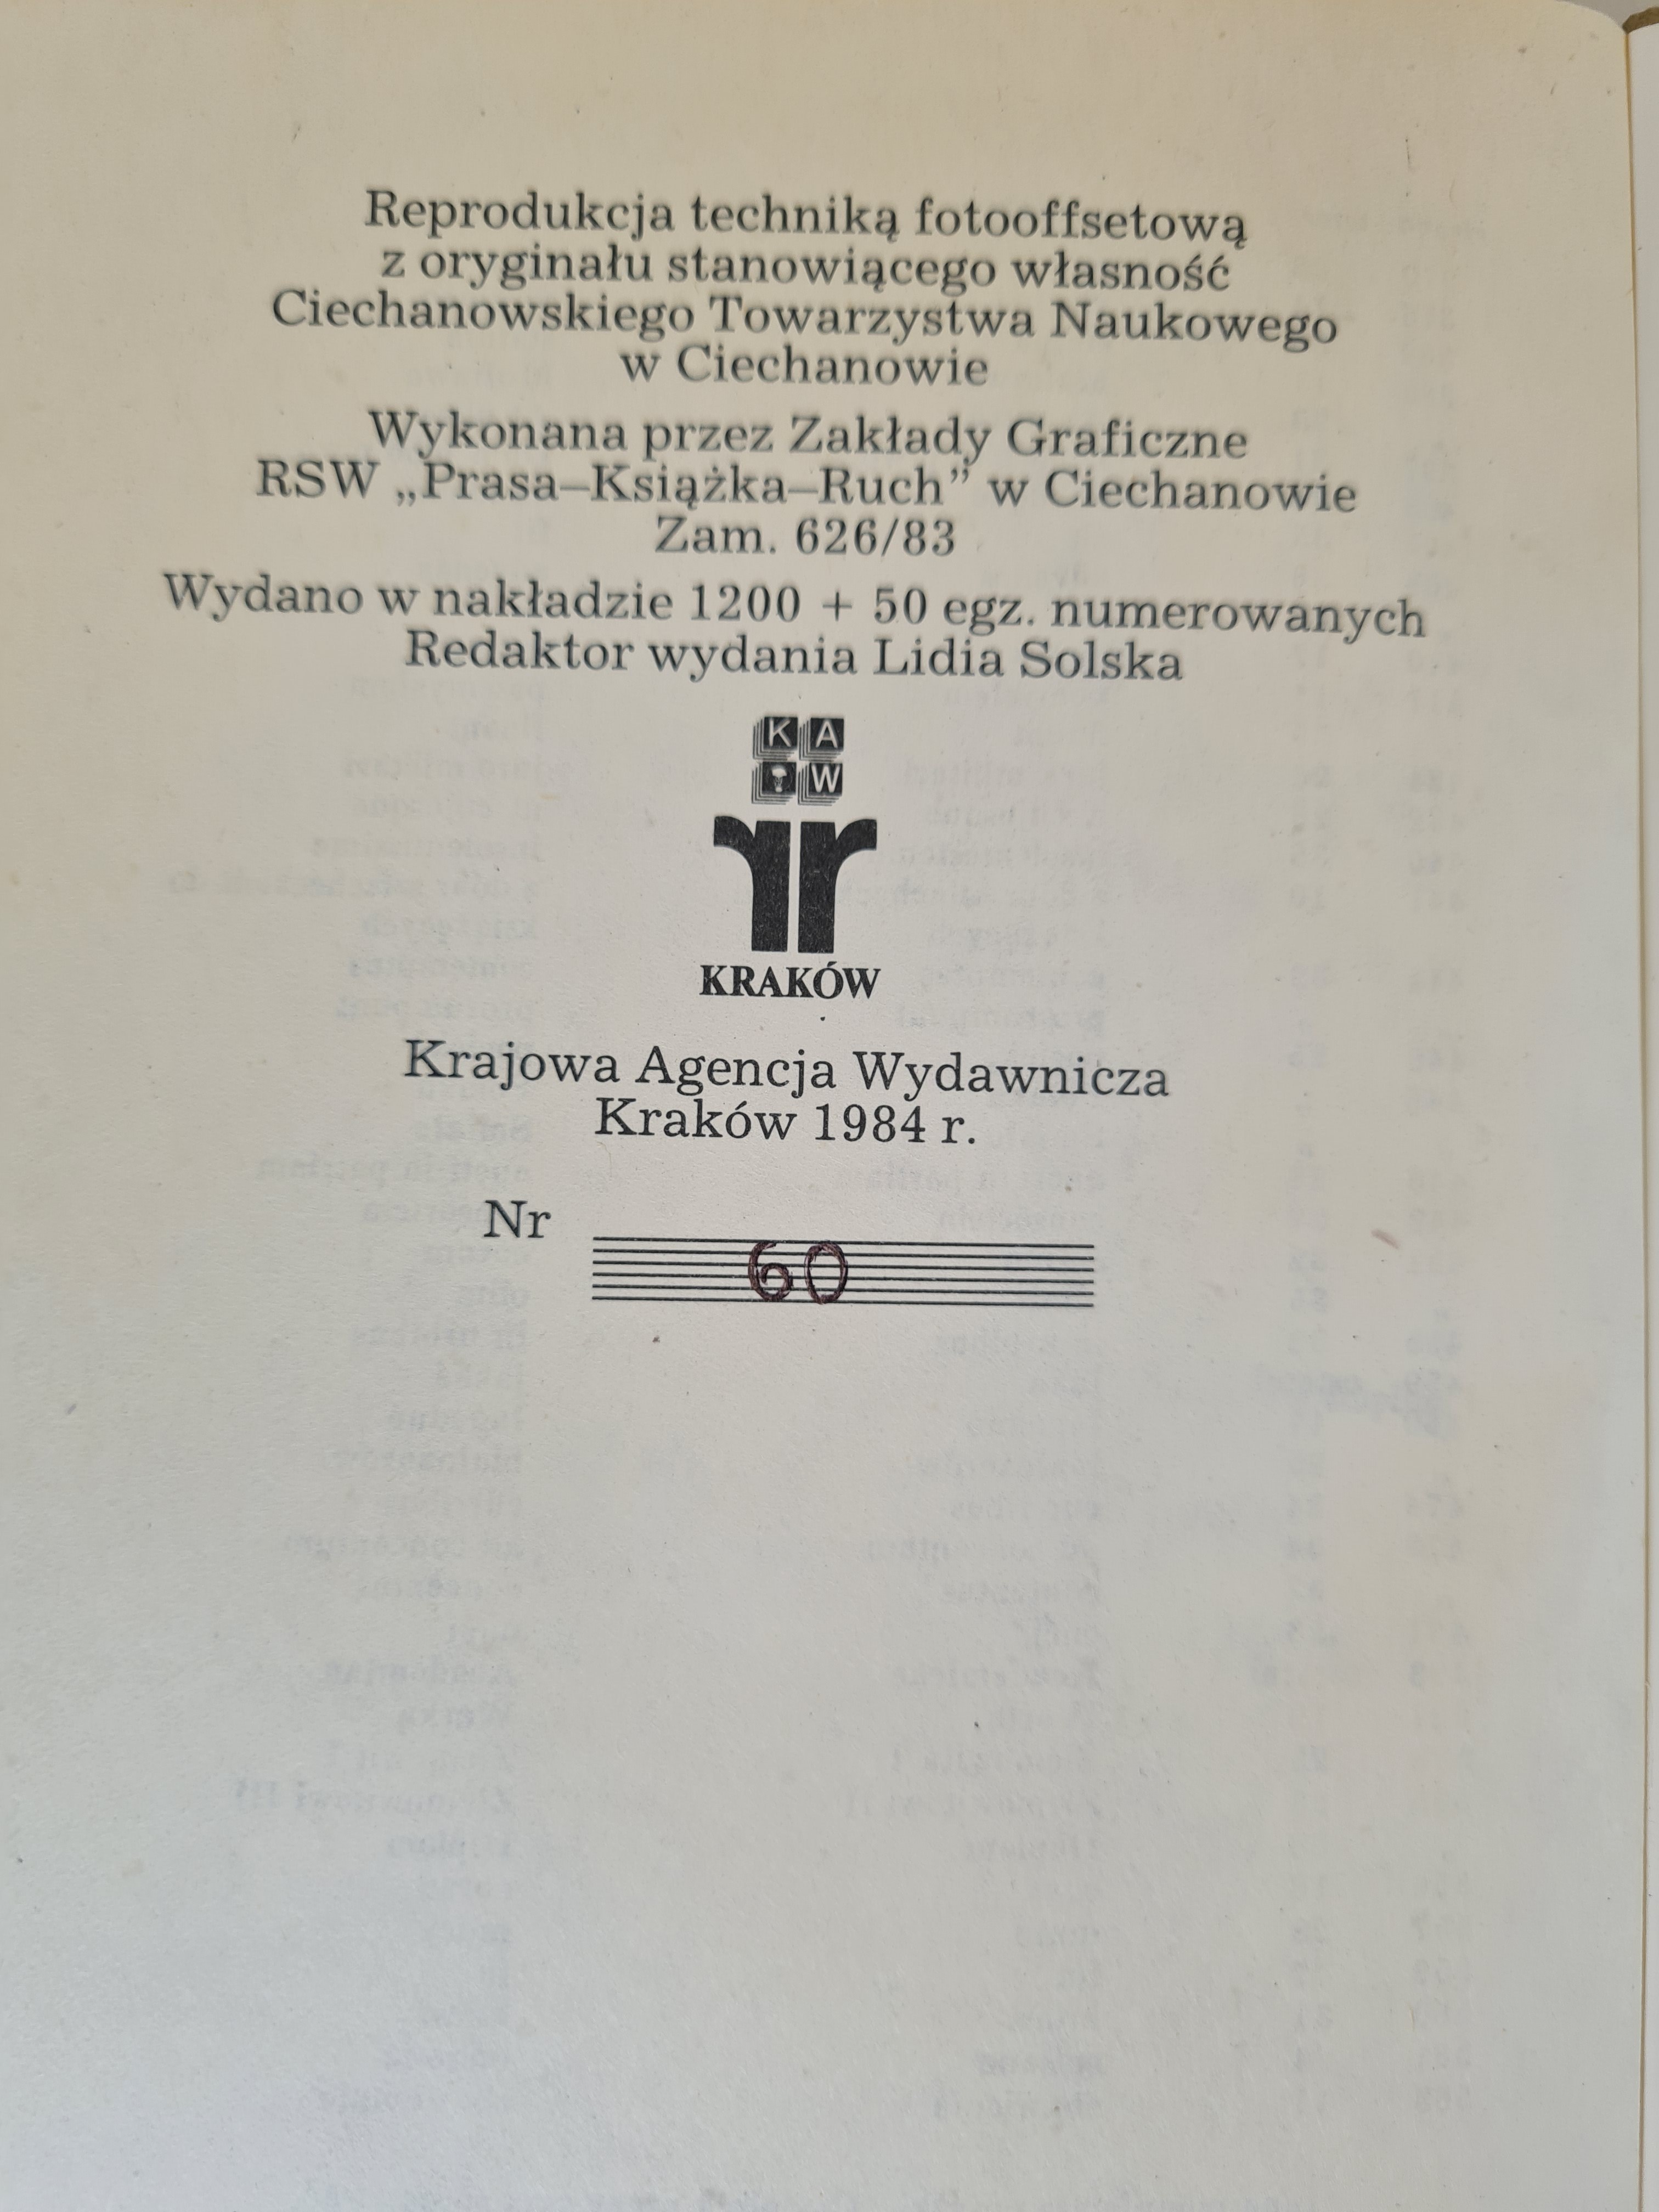 Reprodukcja techniką fotooffsetową
z oryginału stanowiącego własność
Ciechanowskiego Towarzystwa Naukowego
w Ciechanowie
Wykonana przez Zakłady Graficzne
RSW „Prasa–Książka–Ruch” w Ciechanowie
Zam. 626/83
Wydano w nakładzie 1200 + 50 egz. numerowanych
Redaktor wydania Lidia Solska
K A
W
KRAKÓW
Krajowa Agencja Wydawnicza
Kraków 1984 r.
Nr 60